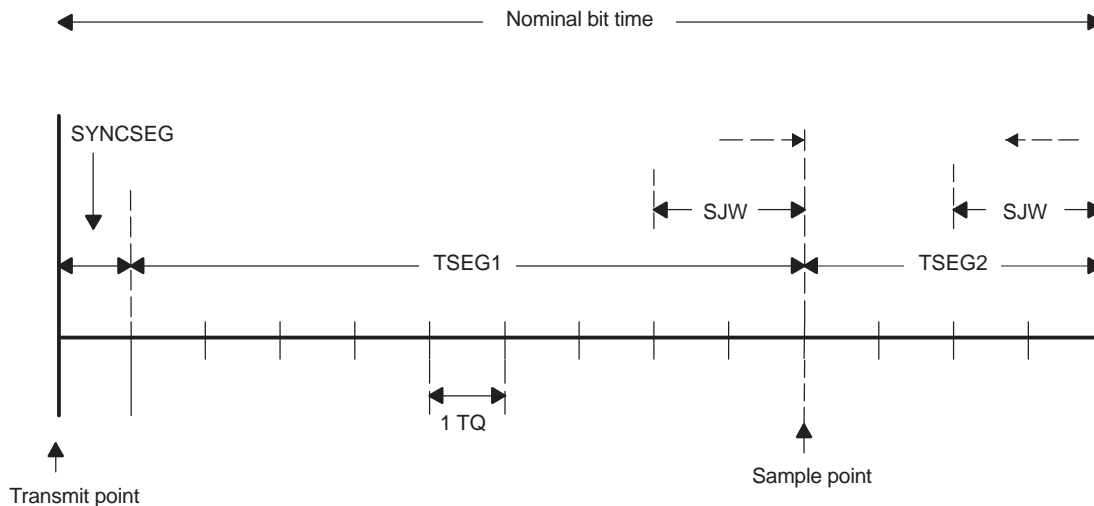 Nominal bit time
SYNCSEG
SJW
SJW
TSEG1
TSEG2
1 TQ
Sample point
Transmit point